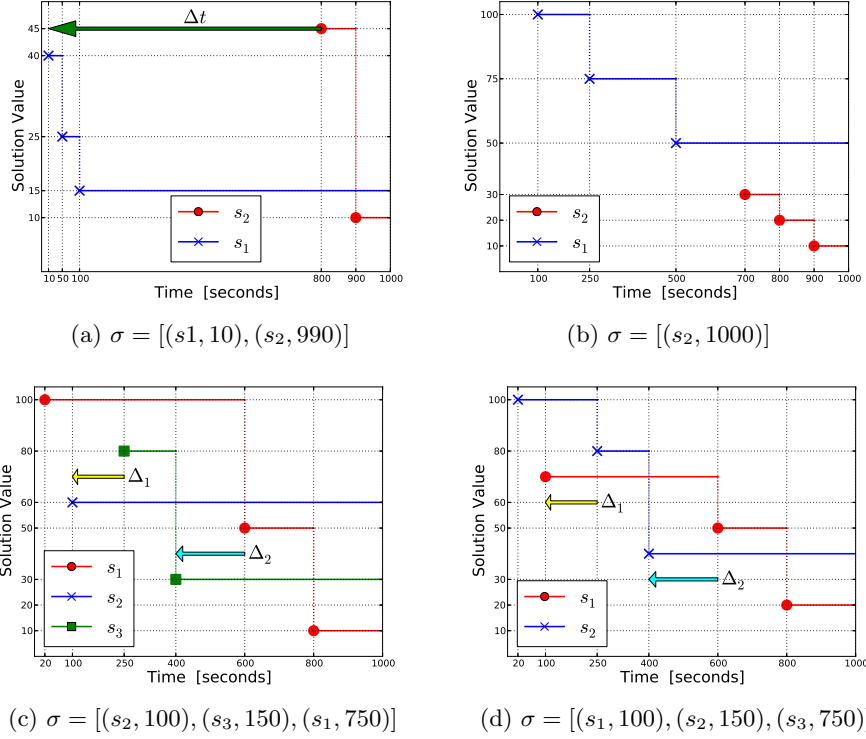 Δt
Solution Value
45
40
25
15
10
s₂
s₁
10 50 100 800 900 1000
Time [seconds]
(a) σ = [(s1, 10), (s₂, 990)]
Solution Value
100
75
50
30
20
10
s₂
s₁
100 250 500 700 800 900 1000
Time [seconds]
(b) σ = [(s₂, 1000)]
Solution Value
100
80
60
50
30
20
10
Δ₁
Δ₂
s₁
s₂
s₃
20 100 250 400 600 800 1000
Time [seconds]
(c) σ = [(s₂, 100), (s₃, 150), (s₁, 750)]
Solution Value
100
80
70
60
50
40
30
20
Δ₁
Δ₂
s₁
s₂
20 100 250 400 600 800 1000
Time [seconds]
(d) σ = [(s₁, 100), (s₂, 150), (s₃, 750)